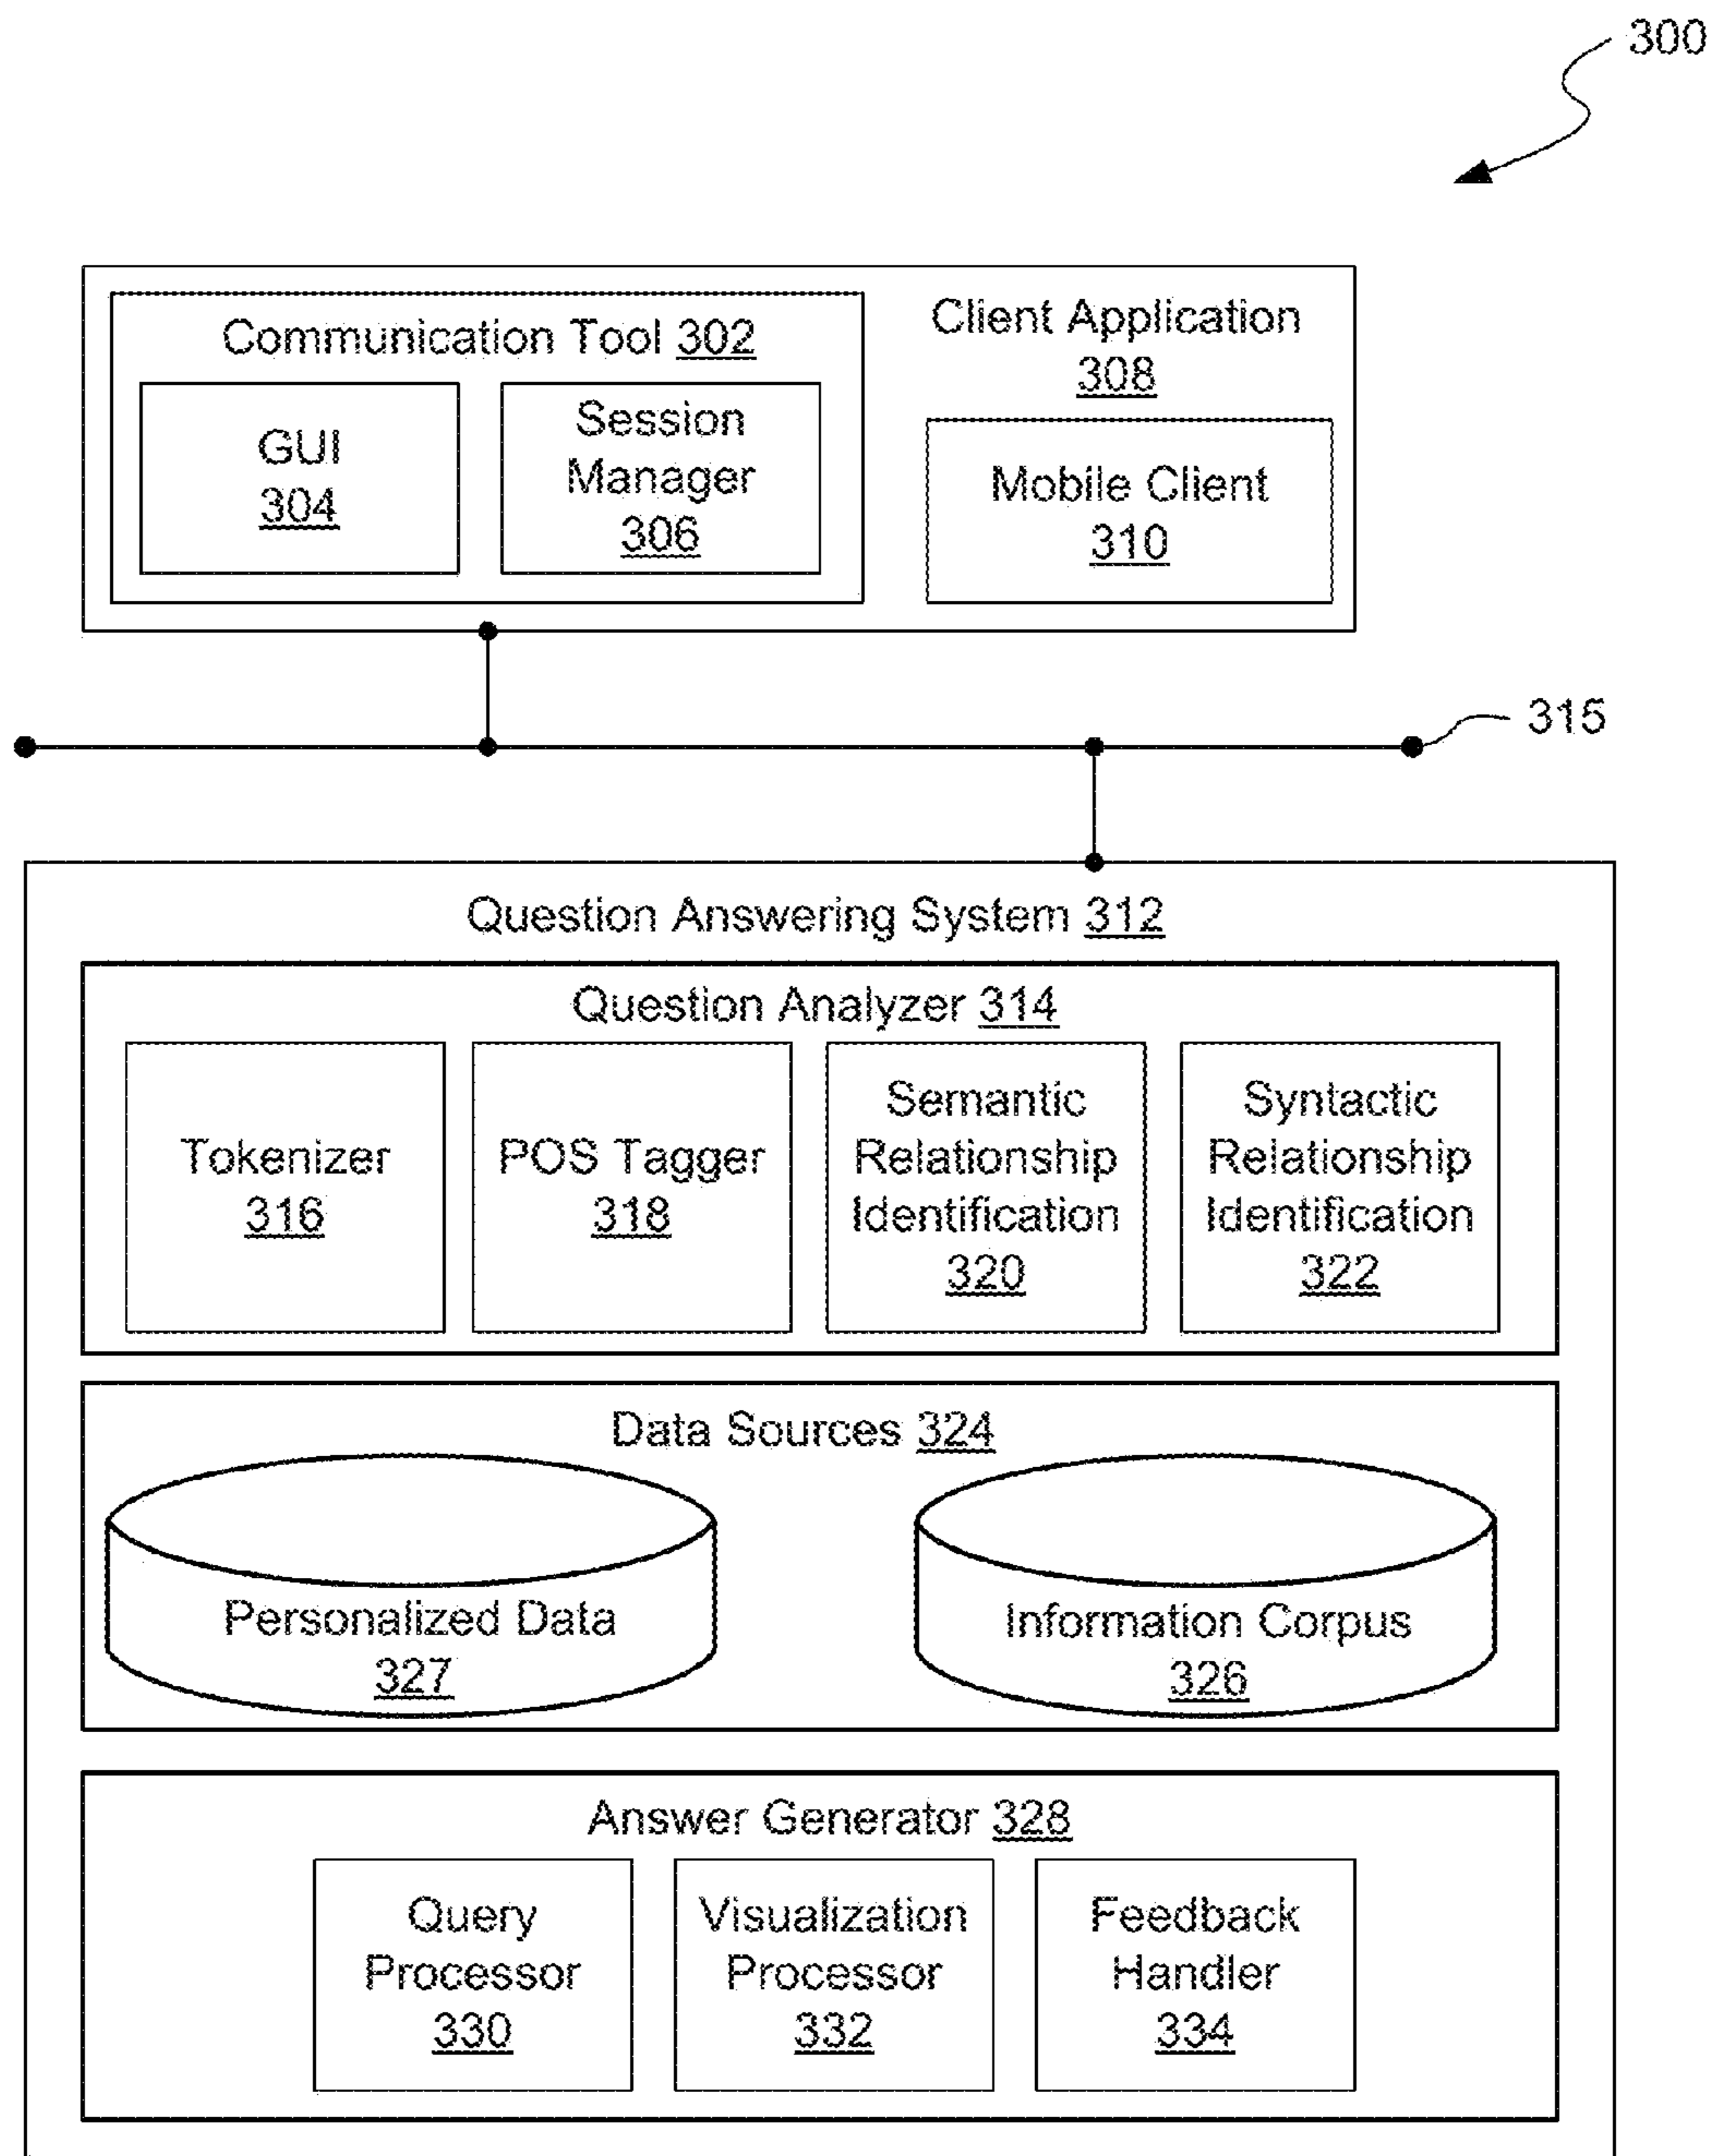 300
Communication Tool 302
Client Application
308
GUI
304
Session
Manager
306
Mobile Client
310
315
Question Answering System 312
Question Analyzer 314
Tokenizer
316
POS Tagger
318
Semantic
Relationship
Identification
320
Syntactic
Relationship
Identification
322
Data Sources 324
Personalized Data
327
Information Corpus
326
Answer Generator 328
Query
Processor
330
Visualization
Processor
332
Feedback
Handler
334